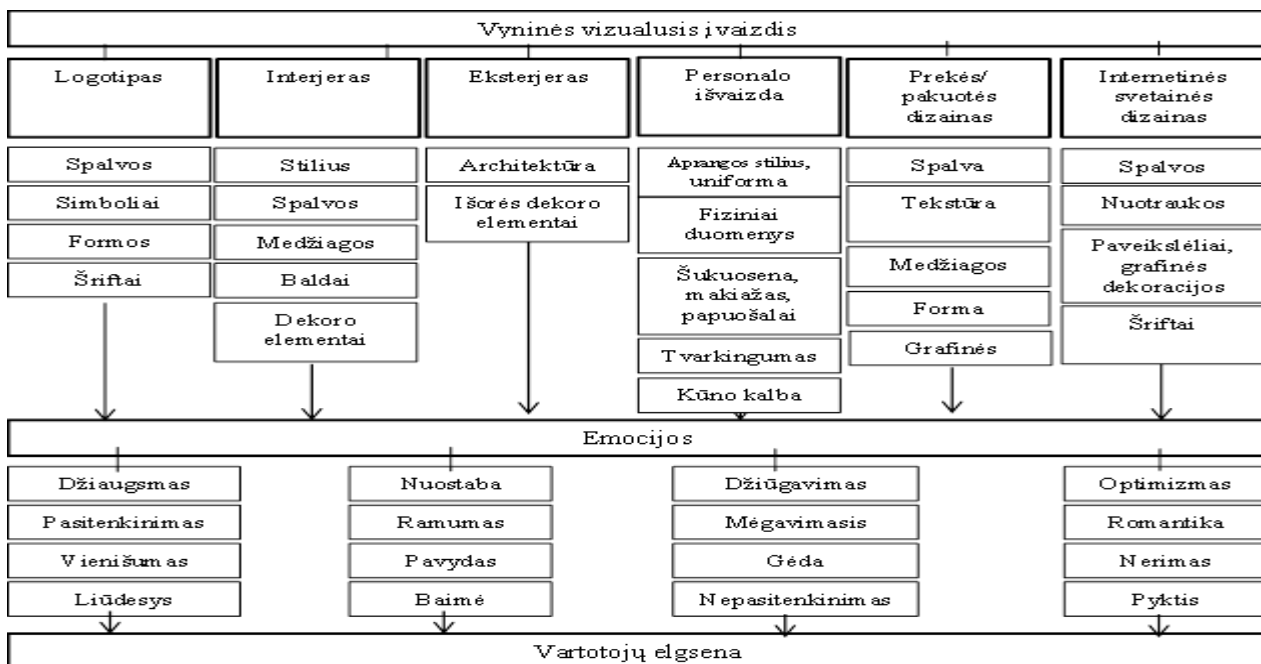 Vyninės vizualusis įvaizdis
Logotipas
Spalvos
Simboliai
Formos
Šriftai
Interjeras
Stilius
Spalvos
Medžiagos
Baldai
Dekoro
elementai
Eksterjeras
Architektūra
Išorės dekoro
elementai
Personalo
išvaizda
Aprangos stilius,
uniforma
Fiziniai
duomenys
Šukuosena,
makiažas,
papuošalai
Tvarkingumas
Kūno kalba
Prekės/
pakuotės
dizainas
Spalva
Tekstūra
Medžiagos
Forma
Grafinės
Internetinės
svetainės
dizainas
Spalvos
Nuotraukos
Paveikslėliai,
grafinės
dekoracijos
Šriftai
Emocijos
Džiaugsmas
Pasitenkinimas
Vienišumas
Liūdesys
Nuostaba
Ramumas
Pavydas
Baimė
Džiūgavimas
Mėgavimasis
Gėda
Nepasitenkinimas
Optimizmas
Romantika
Nerimas
Pyktis
Vartotojų elgsena